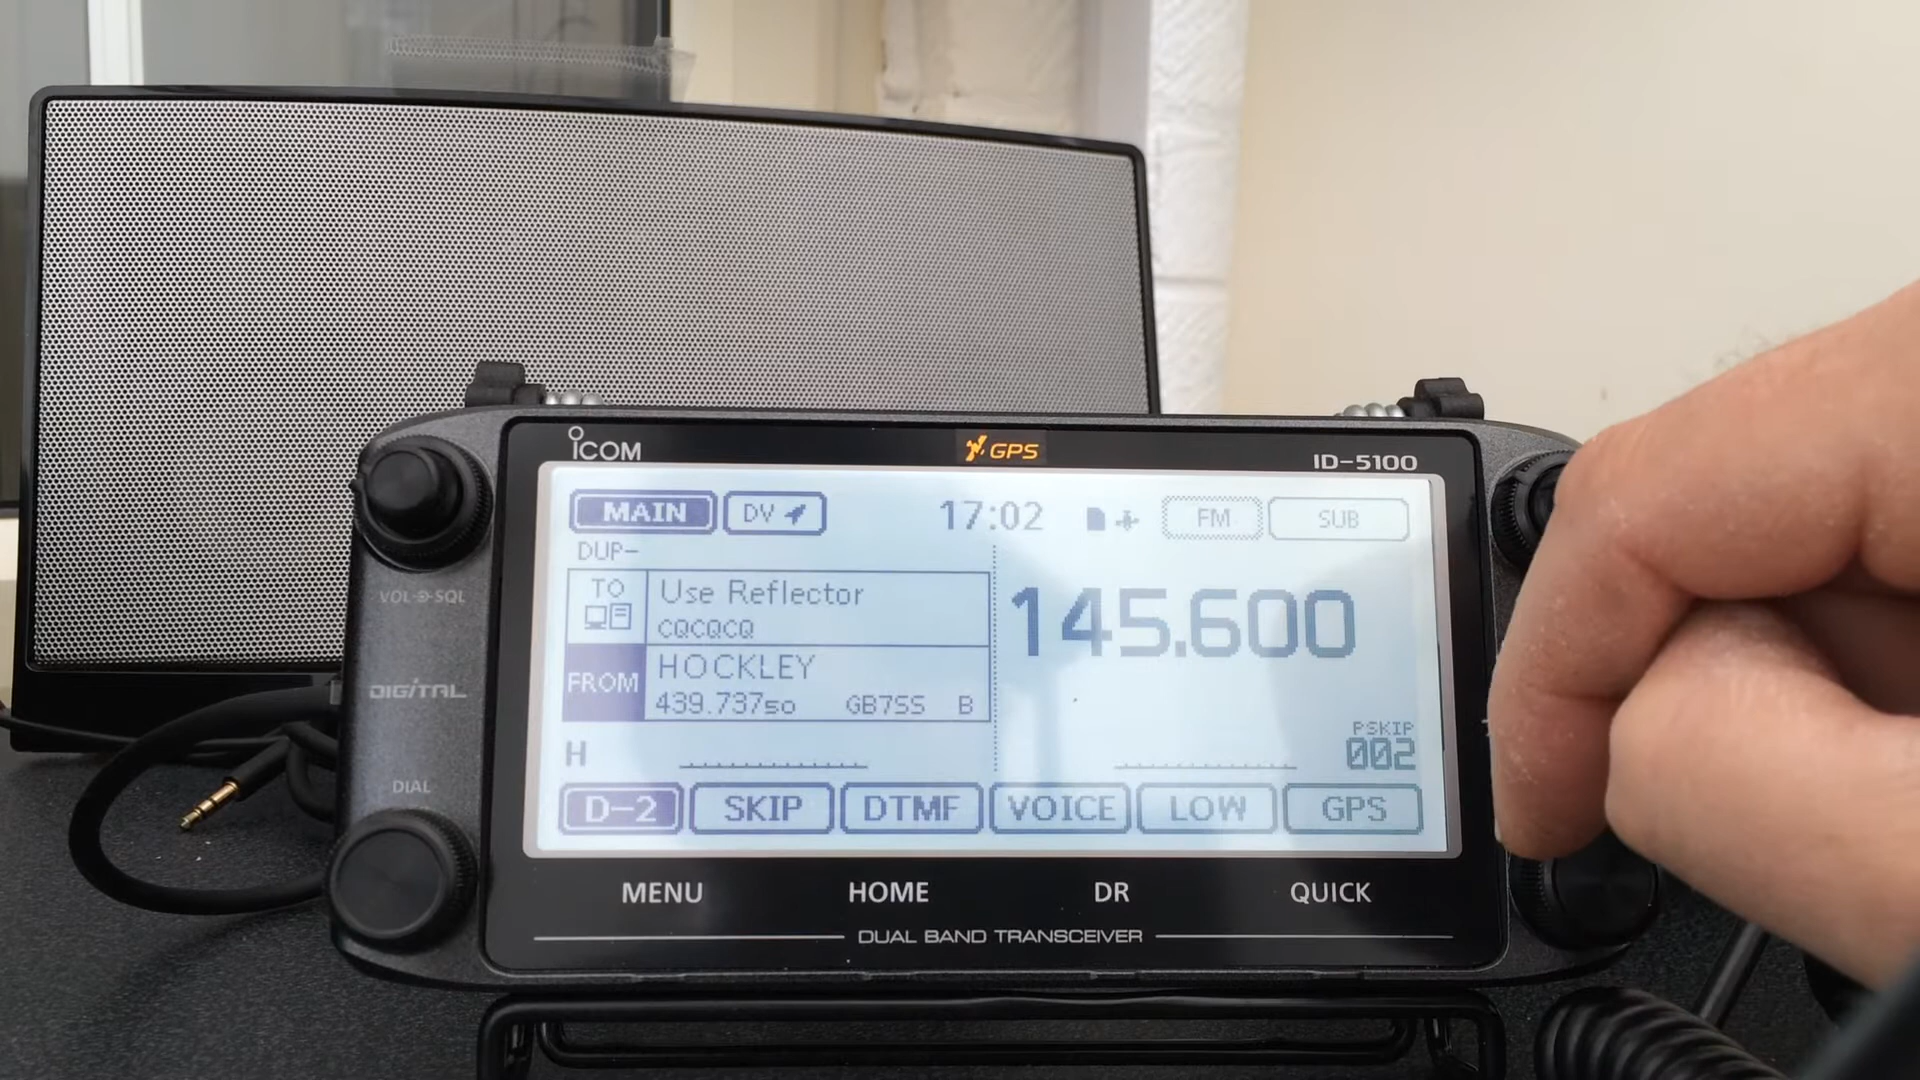 ICOM
GPS
ID-5100
MAIN DV 17:02 FM SUB
DUP-
TO Use Reflector
CQCQCQ
FROM HOCKLEY
439.73750 GB7SS B
145.600
PSKIP
002
H
D-2 SKIP DTMF VOICE LOW GPS
MENU HOME DR QUICK
DUAL BAND TRANSCEIVER
VOL SQL
DIGITAL
DIAL